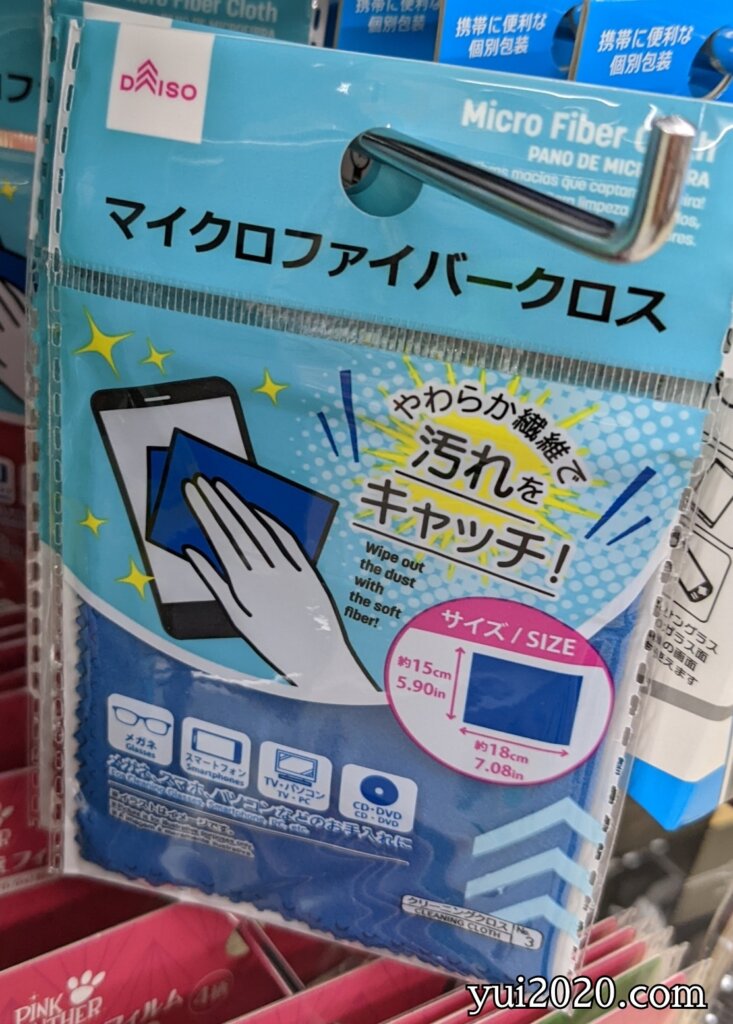 Micro Fiber Cloth
携帯に便利な
個別包装
携帯に便利な
個別包装
DAISO
Micro Fiber
PANO DE
マイクロファイバークロス
やわらか繊維で
汚れを
キャッチ!
Wipe out
the dust
with
the soft
fiber!
サイズ/SIZE
約15cm
5.90in
約18cm
7.08in
メガネ
Glasses
スマートフォン
Smartphones
TV・パソコン
TV・PC
CD・DVD
CD・DVD
メガネ、スマホ、パソコンなどのお手入れに
クリーニングクロス
CLEANING CLOTH
No.
3
PINK
フィルム
yui2020.com